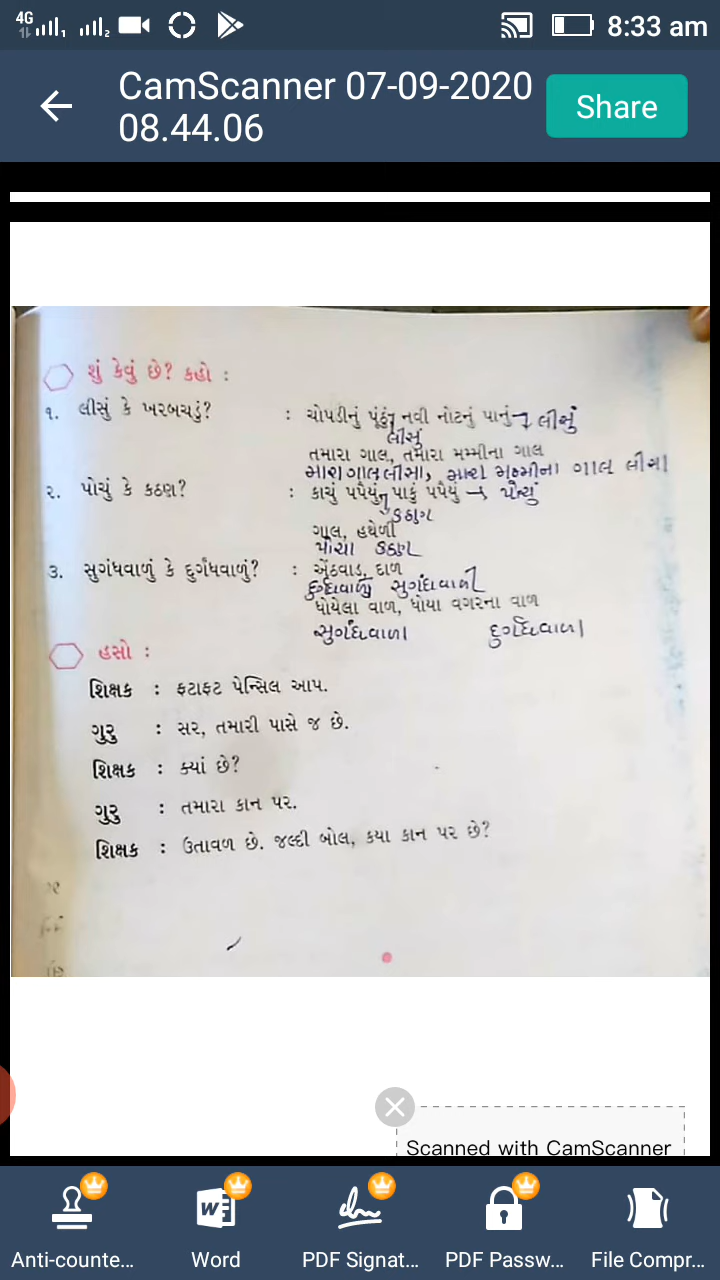 4G 8:33 am
CamScanner 07-09-2020
08.44.06
Share
શું કેવું છે? કહો :
૧. લીસું કે ખરબચડું? : ચોપડીનું પૂંઠું, નવી નોટનું પાનું → લીસું
લીસું
તમારા ગાલ, તમારા મમ્મીના ગાલ
મારા ગાલ લીસા, મારા મમ્મીના ગાલ લીસા
૨. પોચું કે કઠણ? : કાચું પપૈયું, પાકું પપૈયું → પોચું
કઠણ
ગાલ, હથેળી
પોચા કઠણ
૩. સુગંધવાળું કે દુર્ગંધવાળું? : એંઠવાડ, દાળ
દુર્ગંધવાળું સુગંધવાળી
ધોયેલા વાળ, ધોયા વગરના વાળ
સુગંધવાળા દુર્ગંધવાળા
હસો :
શિક્ષક : ફટાફટ પેન્સિલ આપ.
ગુરુ : સર, તમારી પાસે જ છે.
શિક્ષક : ક્યાં છે?
ગુરુ : તમારા કાન પર.
શિક્ષક : ઉતાવળ છે. જલ્દી બોલ, કયા કાન પર છે?
Scanned with CamScanner
Anti-counte... Word PDF Signat... PDF Passw... File Compr...